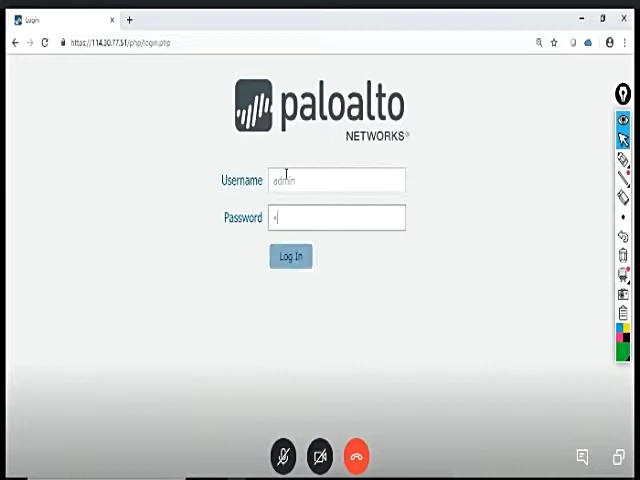 Login
https://114.30.77.51/php/login.php
paloalto
NETWORKS®
Username
admin
Password
Log In